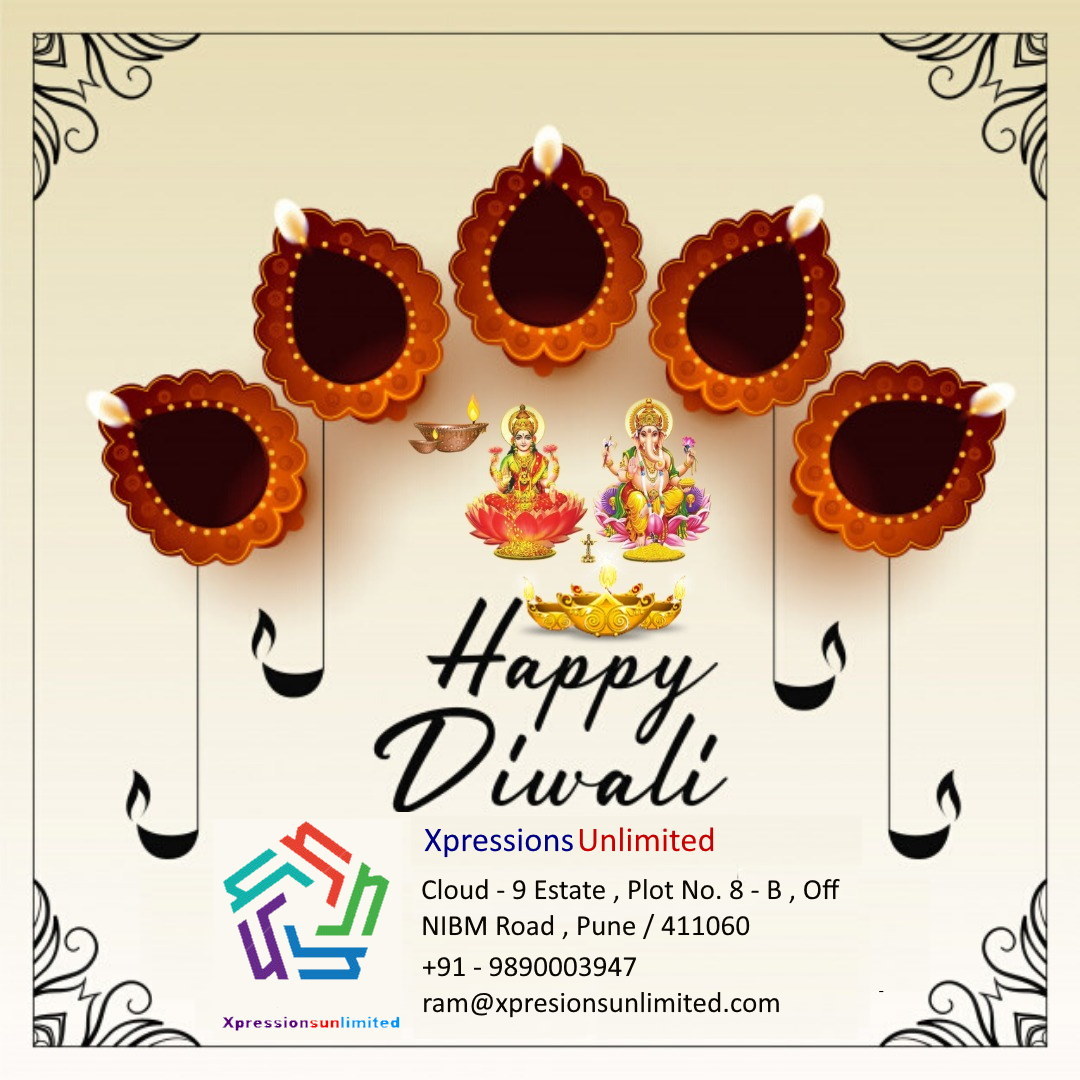 Happy
Diwali
Xpressions Unlimited
Cloud - 9 Estate , Plot No. 8 - B , Off
NIBM Road , Pune / 411060
+91 - 9890003947
ram@xpresionsunlimited.com
Xpressionsunlimited